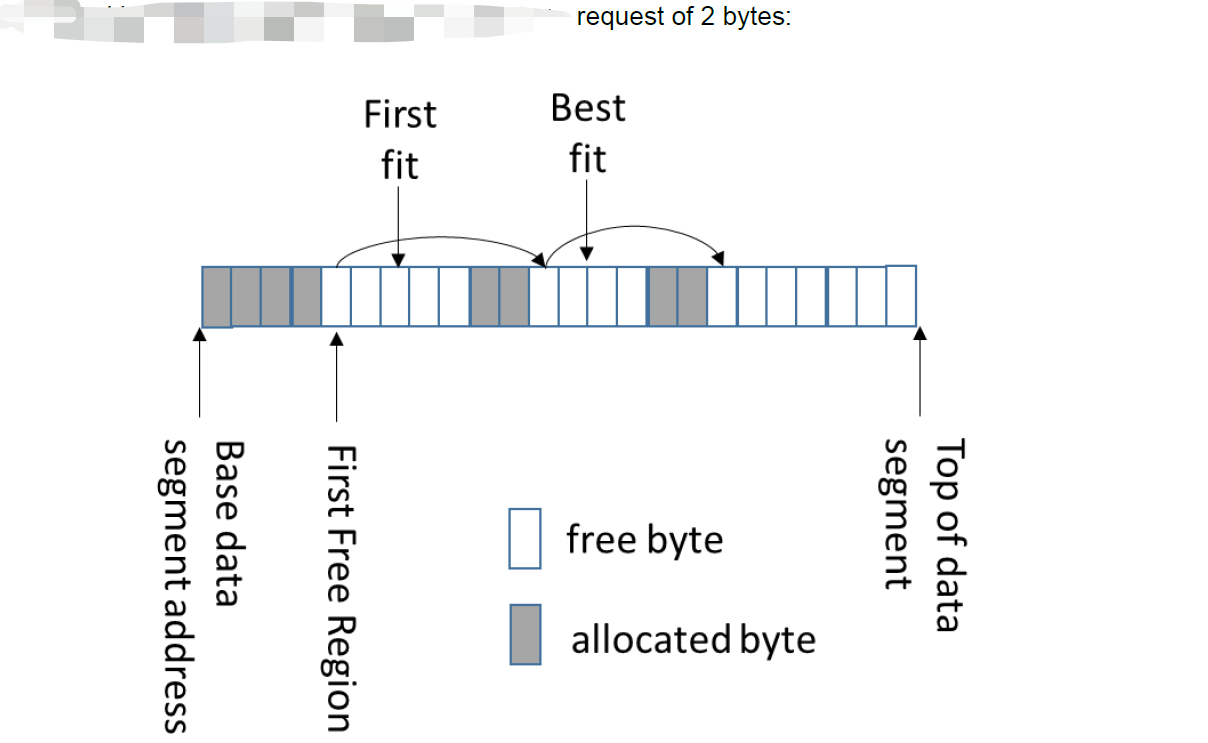 request of 2 bytes:
First
fit
Best
fit
Base data
segment address
First Free Region
Top of data
segment
free byte
allocated byte